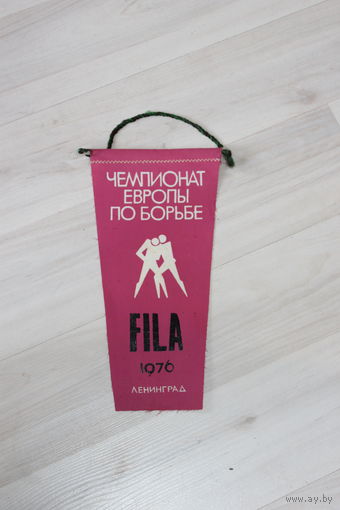 ЧЕМПИОНАТ
ЕВРОПЫ
ПО БОРЬБЕ
FILA
1976
ЛЕНИНГРАД
© www.ay.by